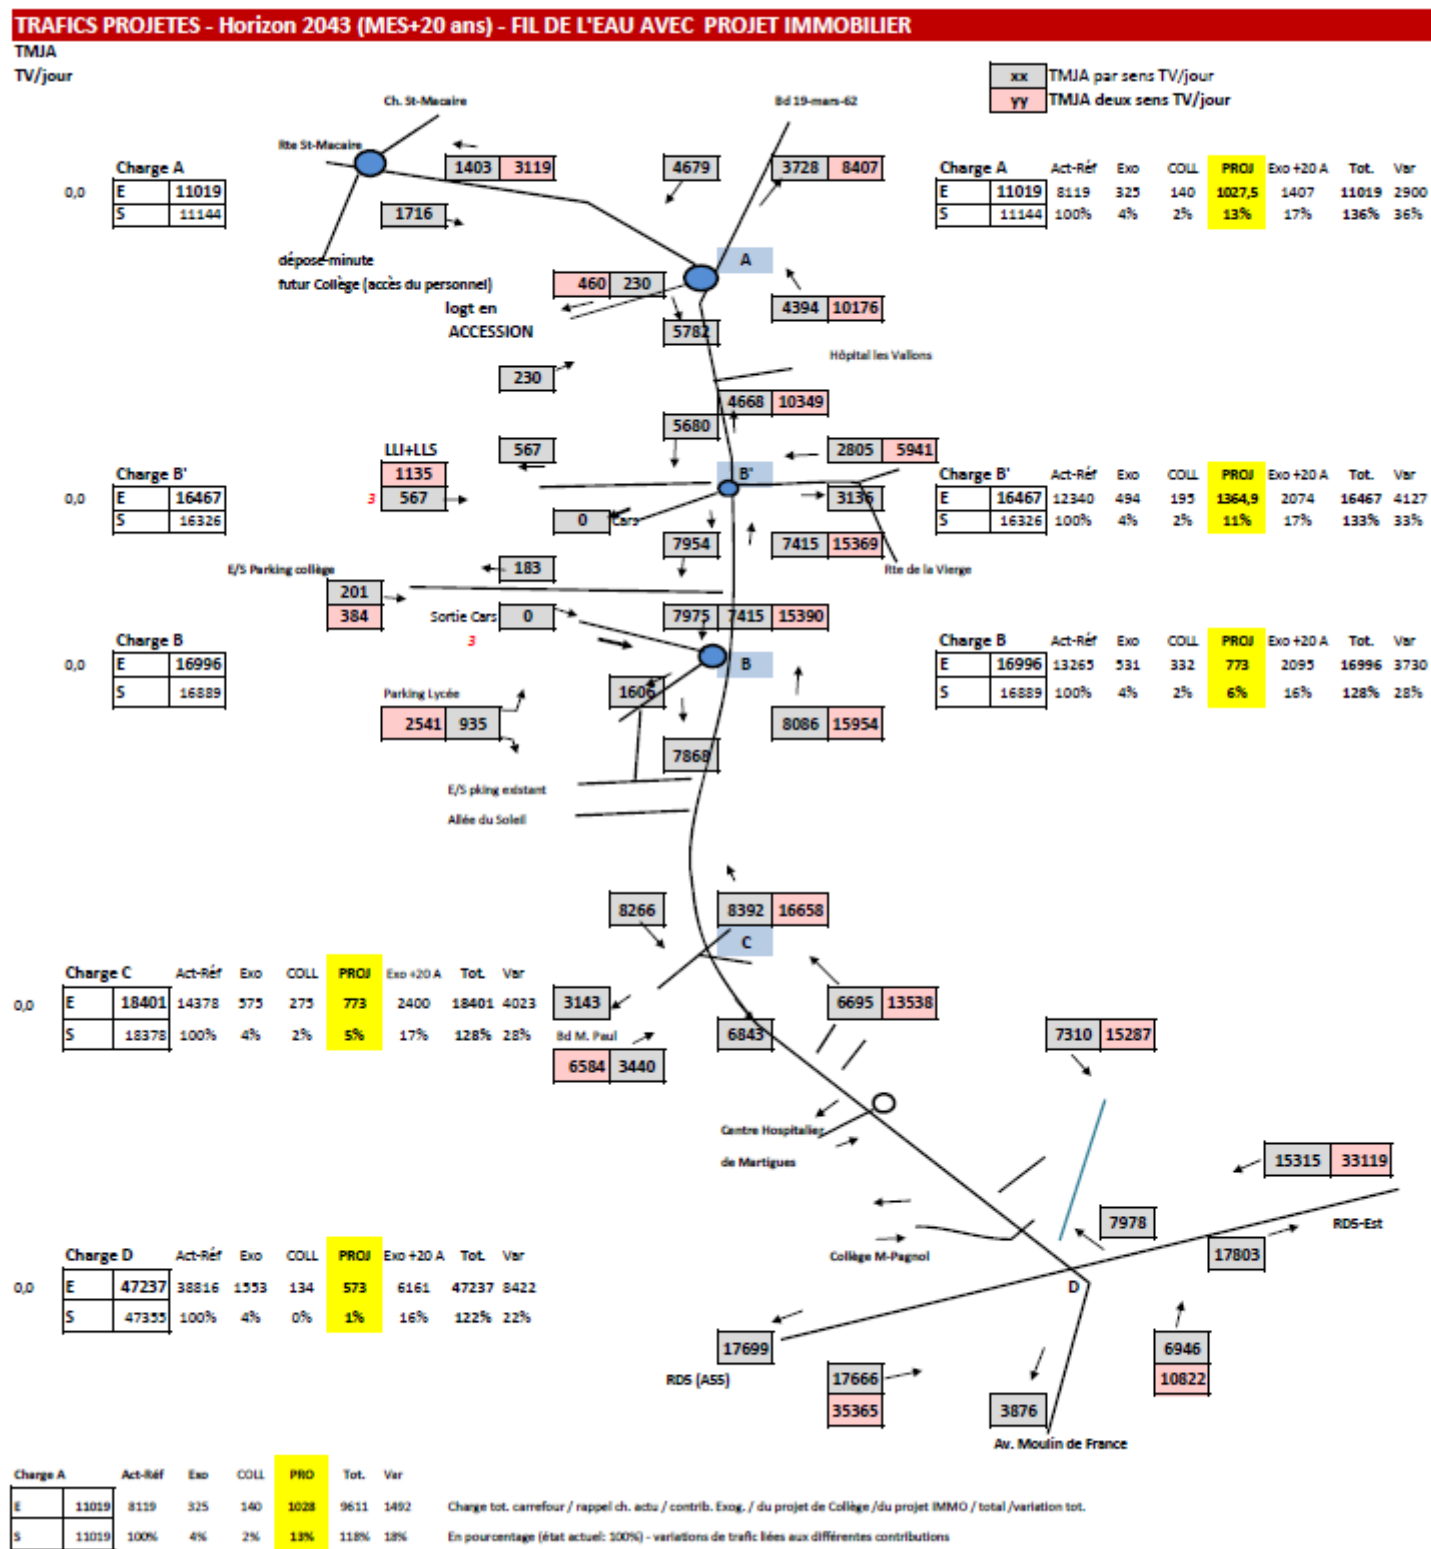 TRAFICS PROJETES - Horizon 2043 (MES+20 ans) - FIL DE L'EAU AVEC PROJET IMMOBILIER
TMJA
TV/jour
xx TMJA par sens TV/jour
yy TMJA deux sens TV/jour
Ch. St-Macaire
Bd 19-mars-62
Rte St-Macaire
1403 3119
4679
3728 8407
Charge A
0,0 E 11019
S 11144
Charge A Act-Réf Exo COLL PROJ Exo +20 A Tot. Var
E 11019 8119 325 140 1027,5 1407 11019 2900
S 11144 100% 4% 2% 13% 17% 136% 36%
1716
dépose-minute
futur Collège (accès du personnel)
A
460 230
logt en
ACCESSION
4394 10176
5782
Hôpital les Vallons
230
4668 10349
5680
LLI+LLS
1135
567
2805 5941
Charge B'
0,0 E 16467
S 16326
3 567
B'
3136
Charge B' Act-Réf Exo COLL PROJ Exo +20 A Tot. Var
E 16467 12340 494 195 1364,9 2074 16467 4127
S 16326 100% 4% 2% 11% 17% 133% 33%
0 Cars
7954
7415 15369
Rte de la Vierge
E/S Parking collège
183
201
384
Sortie Cars 0
3
7975 7415 15390
Charge B
0,0 E 16996
S 16889
B
Charge B Act-Réf Exo COLL PROJ Exo +20 A Tot. Var
E 16996 13265 531 332 773 2095 16996 3730
S 16889 100% 4% 2% 6% 16% 128% 28%
Parking Lycée
1606
2541 935
8086 15954
7868
E/S pking existant
Allée du Soleil
8266
8392 16658
C
Charge C Act-Réf Exo COLL PROJ Exo +20 A Tot. Var
0,0 E 18401 14378 575 275 773 2400 18401 4023
S 18378 100% 4% 2% 5% 17% 128% 28%
3143
6695 13538
Bd M. Paul
6843
7310 15287
6584 3440
Centre Hospitalier
de Martigues
15315 33119
7978
RD5-Est
Collège M-Pagnol
17803
Charge D Act-Réf Exo COLL PROJ Exo +20 A Tot. Var
0,0 E 47237 38816 1553 134 573 6161 47237 8422
S 47355 100% 4% 0% 1% 16% 122% 22%
D
17699
6946
10822
RD5 (A55)
17666
35365
3876
Av. Moulin de France
Charge A Act-Réf Exo COLL PRO Tot. Var
E 11019 8119 325 140 1028 9611 1492 Charge tot. carrefour / rappel ch. actu / contrib. Exog. / du projet de Collège /du projet IMMO / total /variation tot.
S 11019 100% 4% 2% 13% 118% 18% En pourcentage (état actuel: 100%) - variations de trafic liées aux différentes contributions